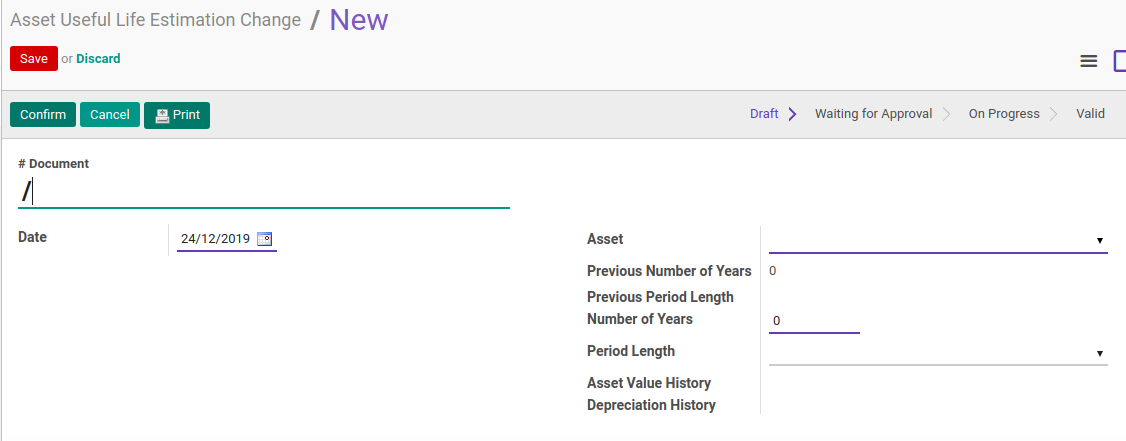 Asset Useful Life Estimation Change / New
Save or Discard
Confirm Cancel Print Draft Waiting for Approval On Progress Valid
# Document
/
Date 24/12/2019
Asset
Previous Number of Years 0
Previous Period Length
Number of Years 0
Period Length
Asset Value History
Depreciation History